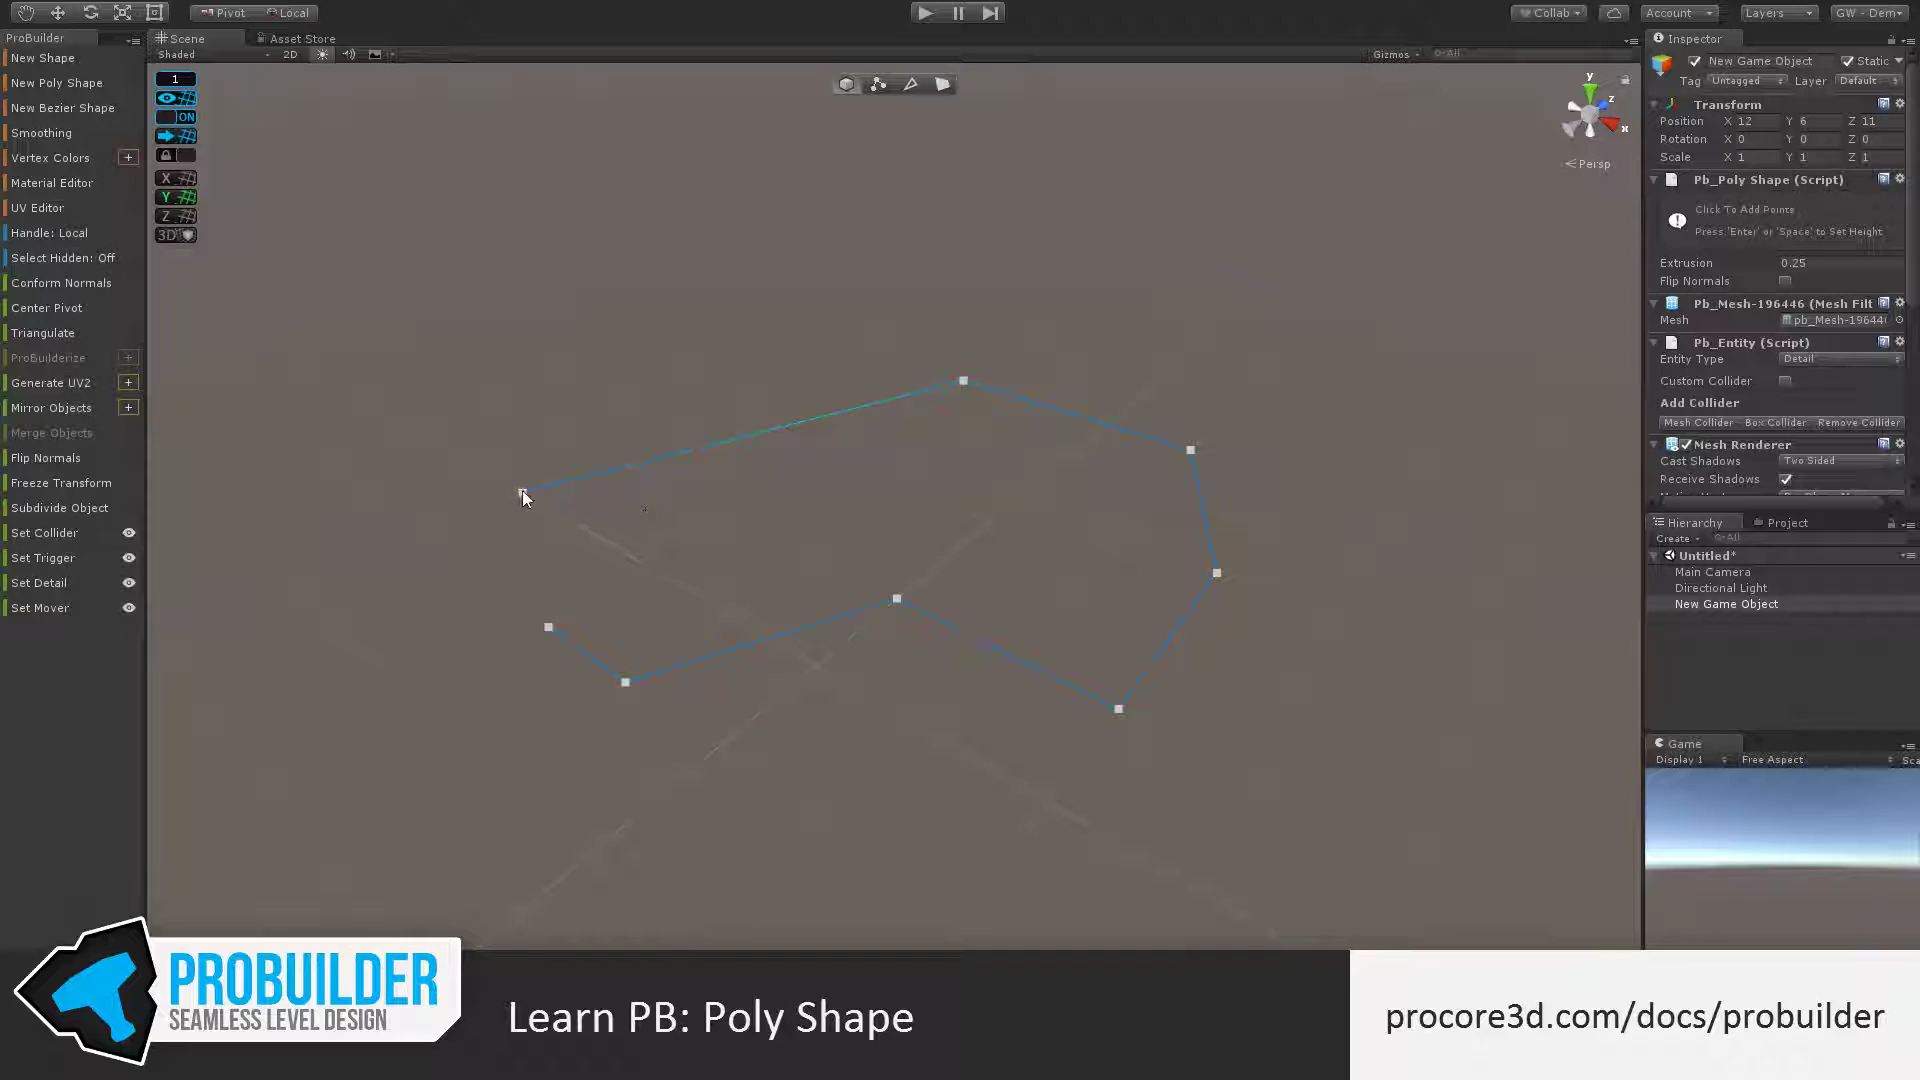 Pivot Local
Collab Account Layers GW - Dem
ProBuilder
Scene Asset Store
Shaded 2D Gizmos All
New Shape
New Poly Shape
New Bezier Shape
Smoothing
Vertex Colors +
Material Editor
UV Editor
Handle: Local
Select Hidden: Off
Conform Normals
Center Pivot
Triangulate
ProBuilderize +
Generate UV2 +
Mirror Objects +
Merge Objects
Flip Normals
Freeze Transform
Subdivide Object
Set Collider
Set Trigger
Set Detail
Set Mover
1
ON
X
Y
Z
3D
y
z
x
Persp
Inspector
New Game Object Static
Tag Untagged Layer Default
Transform
Position X 12 Y 6 Z 11
Rotation X 0 Y 0 Z 0
Scale X 1 Y 1 Z 1
Pb_Poly Shape (Script)
Click To Add Points
Press 'Enter' or 'Space' to Set Height
Extrusion 0.25
Flip Normals
Pb_Mesh-196446 (Mesh Filt
Mesh pb_Mesh-19644
Pb_Entity (Script)
Entity Type Detail
Custom Collider
Add Collider
Mesh Collider Box Collider Remove Collider
Mesh Renderer
Cast Shadows Two Sided
Receive Shadows
Hierarchy Project
Create All
Untitled*
Main Camera
Directional Light
New Game Object
Game
Display 1 Free Aspect Sca
PROBUILDER
SEAMLESS LEVEL DESIGN
Learn PB: Poly Shape
procore3d.com/docs/probuilder